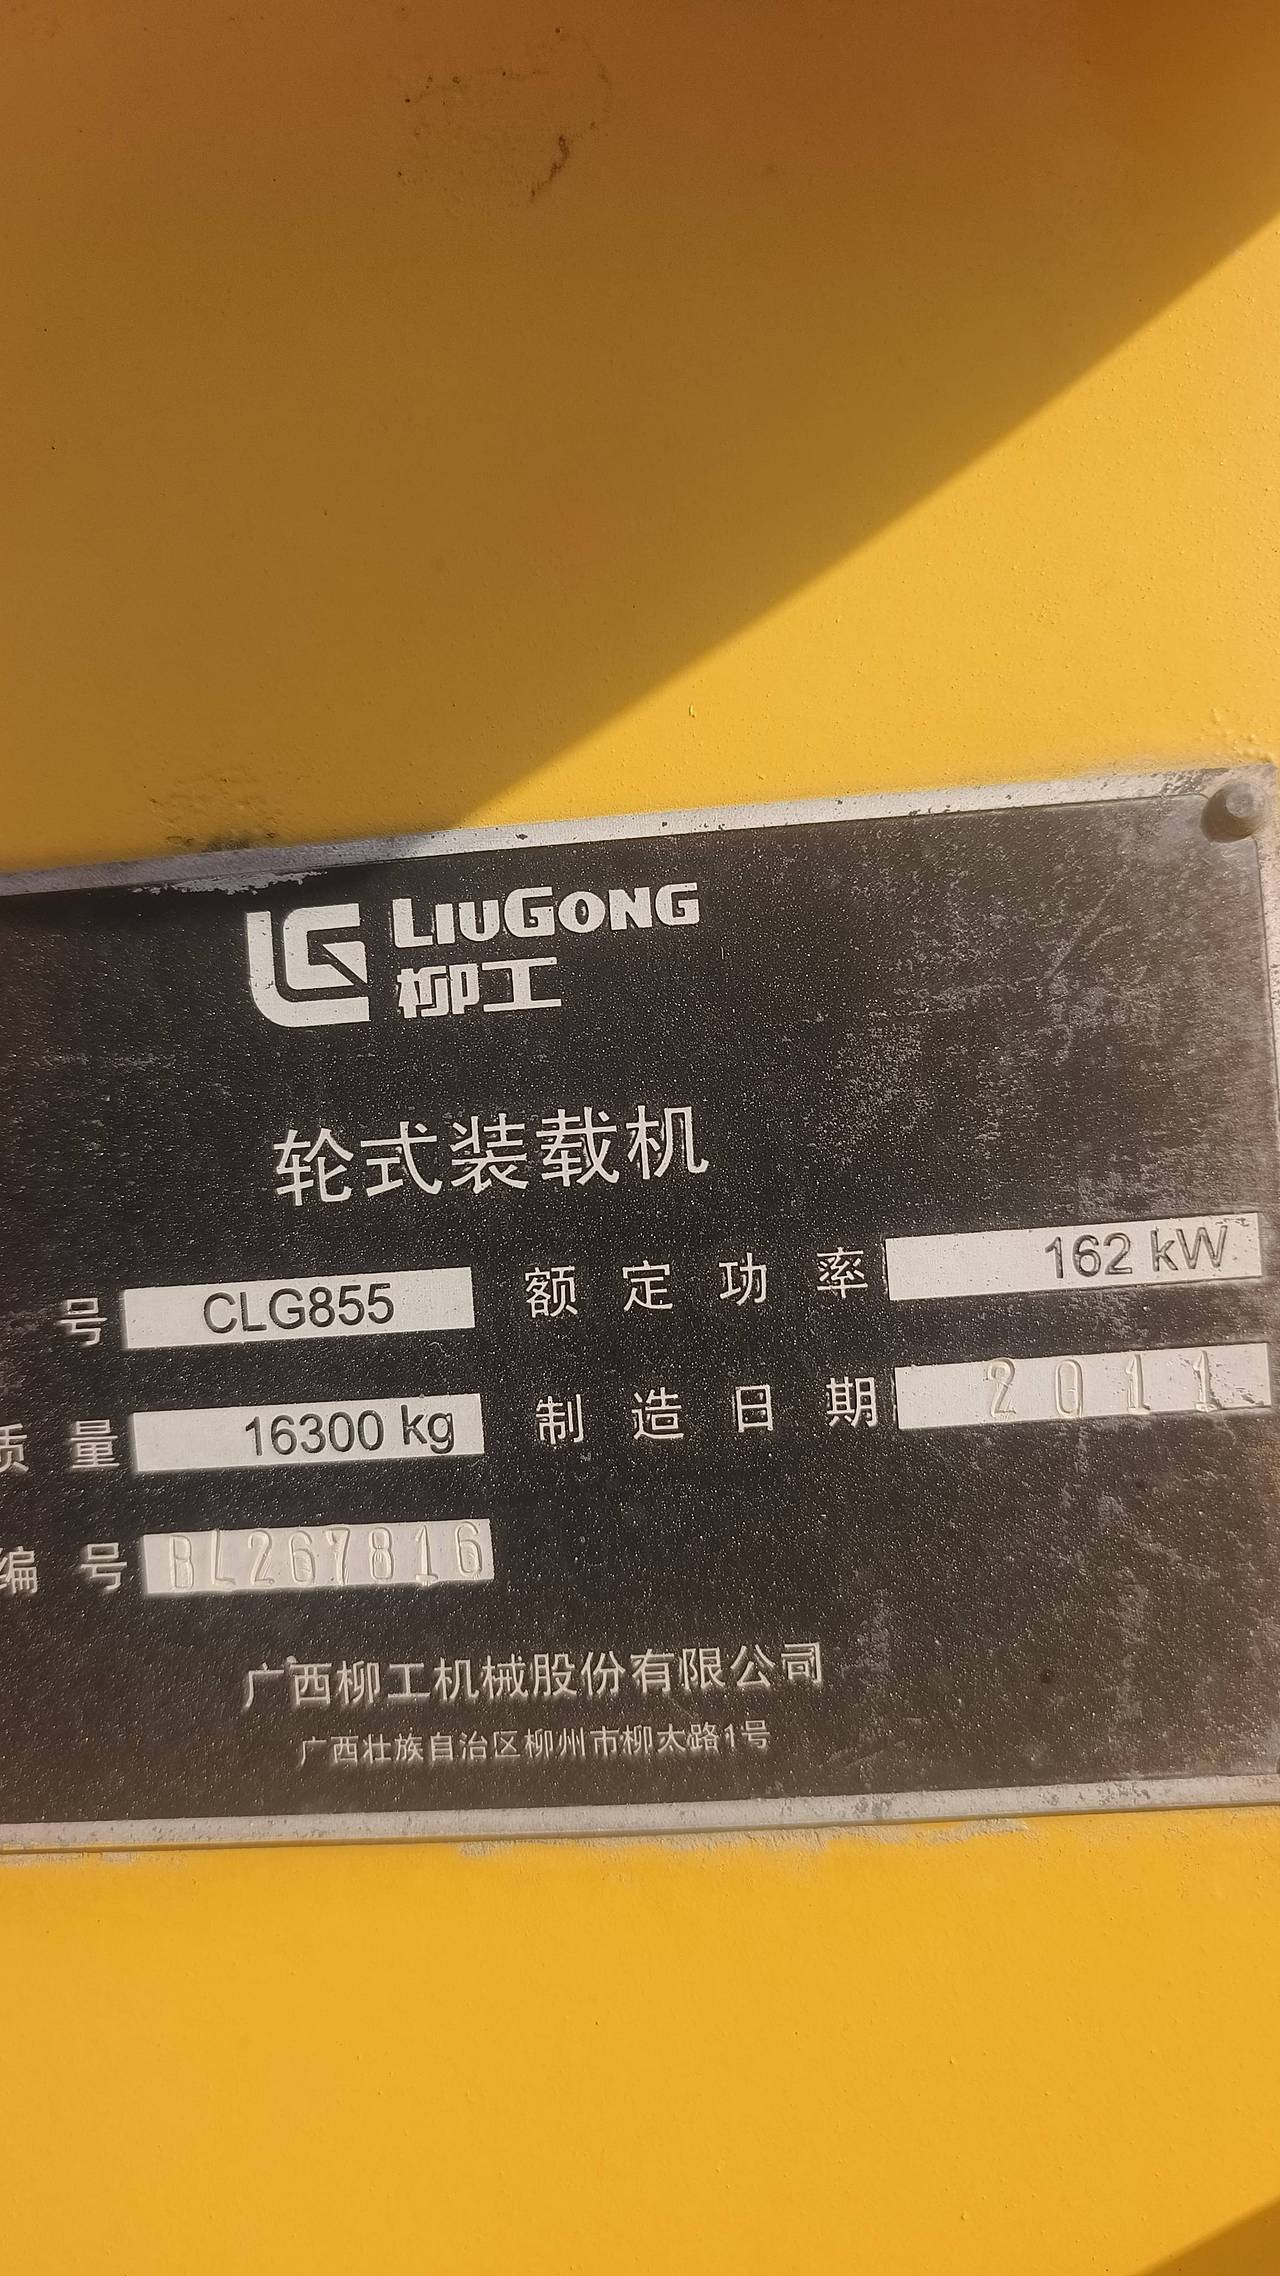 LIUGONG
柳工
轮式装载机
号 CLG855 额定功率 162 kW
质量 16300 kg 制造日期 2011
编号 BL267816
广西柳工机械股份有限公司
广西壮族自治区柳州市柳太路1号